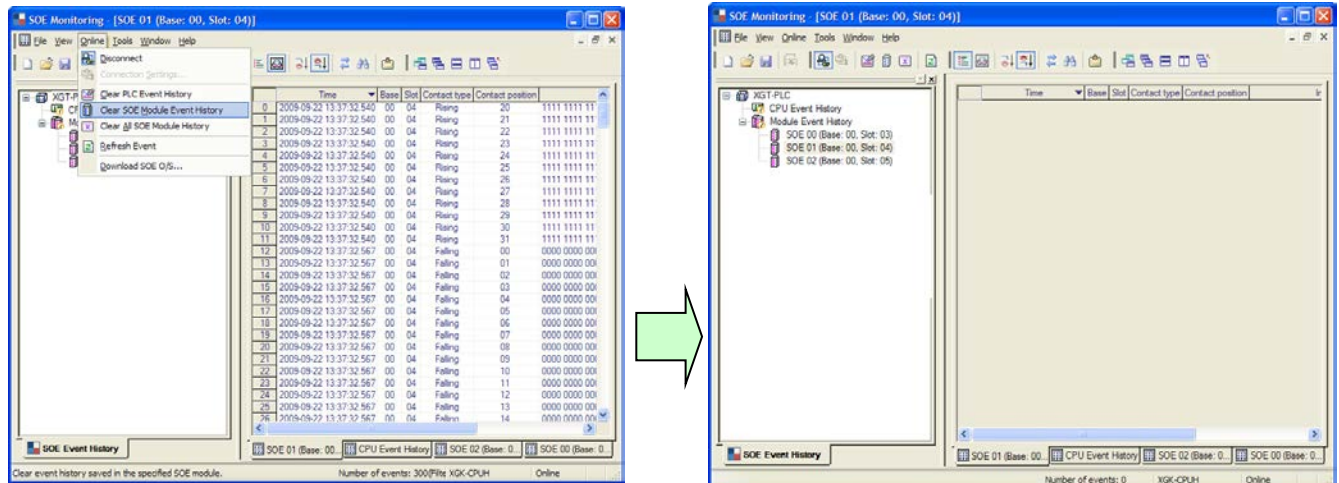 SOE Monitoring - [SOE 01 (Base: 00, Slot: 04)]
File View Online Tools Window Help
Disconnect
Connection Settings...
Clear PLC Event History
Clear SOE Module Event History
Clear All SOE Module History
Refresh Event
Download SOE O/S...
XGT-P
CP
Mo
Time Base Slot Contact type Contact position
0 2009-09-22 13:37:32.540 00 04 Rising 20 1111 1111 11
1 2009-09-22 13:37:32.540 00 04 Rising 21 1111 1111 11
2 2009-09-22 13:37:32.540 00 04 Rising 22 1111 1111 11
3 2009-09-22 13:37:32.540 00 04 Rising 23 1111 1111 11
4 2009-09-22 13:37:32.540 00 04 Rising 24 1111 1111 11
5 2009-09-22 13:37:32.540 00 04 Rising 25 1111 1111 11
6 2009-09-22 13:37:32.540 00 04 Rising 26 1111 1111 11
7 2009-09-22 13:37:32.540 00 04 Rising 27 1111 1111 11
8 2009-09-22 13:37:32.540 00 04 Rising 28 1111 1111 11
9 2009-09-22 13:37:32.540 00 04 Rising 29 1111 1111 11
10 2009-09-22 13:37:32.540 00 04 Rising 30 1111 1111 11
11 2009-09-22 13:37:32.540 00 04 Rising 31 1111 1111 11
12 2009-09-22 13:37:32.567 00 04 Falling 00 0000 0000 00
13 2009-09-22 13:37:32.567 00 04 Falling 01 0000 0000 00
14 2009-09-22 13:37:32.567 00 04 Falling 02 0000 0000 00
15 2009-09-22 13:37:32.567 00 04 Falling 03 0000 0000 00
16 2009-09-22 13:37:32.567 00 04 Falling 04 0000 0000 00
17 2009-09-22 13:37:32.567 00 04 Falling 05 0000 0000 00
18 2009-09-22 13:37:32.567 00 04 Falling 06 0000 0000 00
19 2009-09-22 13:37:32.567 00 04 Falling 07 0000 0000 00
20 2009-09-22 13:37:32.567 00 04 Falling 08 0000 0000 00
21 2009-09-22 13:37:32.567 00 04 Falling 09 0000 0000 00
22 2009-09-22 13:37:32.567 00 04 Falling 10 0000 0000 00
23 2009-09-22 13:37:32.567 00 04 Falling 11 0000 0000 00
24 2009-09-22 13:37:32.567 00 04 Falling 12 0000 0000 00
25 2009-09-22 13:37:32.567 00 04 Falling 13 0000 0000 00
26 2009-09-22 13:37:32.567 00 04 Falling 14 0000 0000 00
SOE Event History
SOE 01 (Base: 00... CPU Event History SOE 02 (Base: 0... SOE 00 (Base: 0...
Clear event history saved in the specified SOE module. Number of events: 300(Filte XGK-CPUH Online
SOE Monitoring - [SOE 01 (Base: 00, Slot: 04)]
File View Online Tools Window Help
XGT-PLC
CPU Event History
Module Event History
SOE 00 (Base: 00, Slot: 03)
SOE 01 (Base: 00, Slot: 04)
SOE 02 (Base: 00, Slot: 05)
Time Base Slot Contact type Contact position
SOE Event History
SOE 01 (Base: 00... CPU Event History SOE 02 (Base: 0... SOE 00 (Base: 0...
Number of events: 0 XGK-CPUH Online